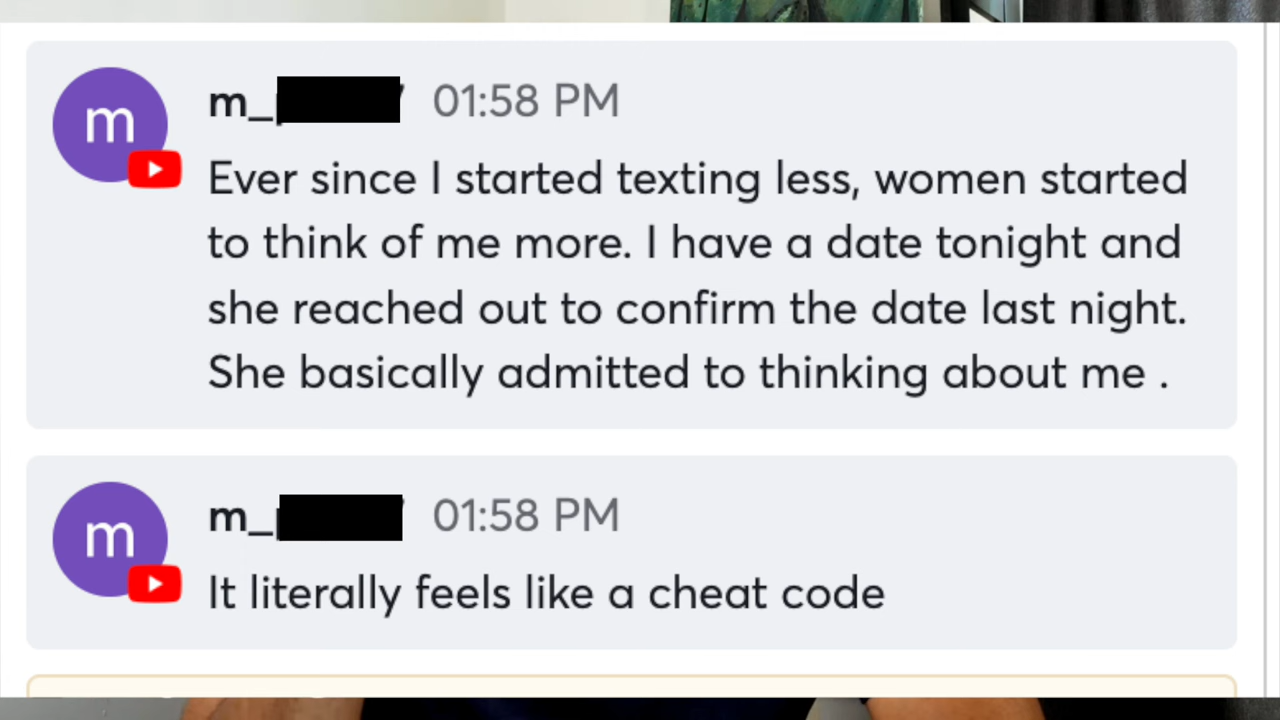 m
m_ 01:58 PM
Ever since I started texting less, women started
to think of me more. I have a date tonight and
she reached out to confirm the date last night.
She basically admitted to thinking about me .
m
m_ 01:58 PM
It literally feels like a cheat code